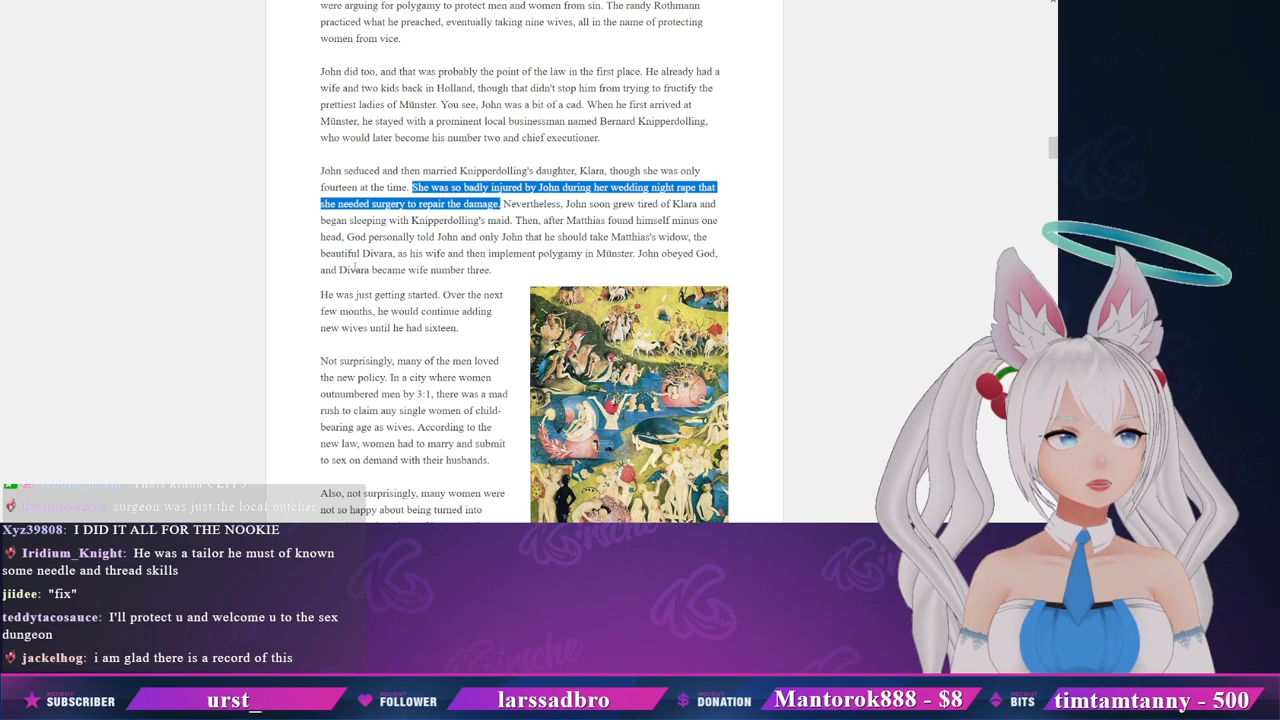 were arguing for polygamy to protect men and women from sin. The randy Rothmann
practiced what he preached, eventually taking nine wives, all in the name of protecting
women from vice.
John did too, and that was probably the point of the law in the first place. He already had a
wife and two kids back in Holland, though that didn't stop him from trying to fructify the
prettiest ladies of Münster. You see, John was a bit of a cad. When he first arrived at
Münster, he stayed with a prominent local businessman named Bernard Knipperdolling,
who would later become his number two and chief executioner.
John seduced and then married Knipperdolling's daughter, Klara, though she was only
fourteen at the time. She was so badly injured by John during her wedding night rape that
she needed surgery to repair the damage. Nevertheless, John soon grew tired of Klara and
began sleeping with Knipperdolling's maid. Then, after Matthias found himself minus one
head, God personally told John and only John that he should take Matthias's widow, the
beautiful Divara, as his wife and then implement polygamy in Münster. John obeyed God,
and Divara became wife number three.
He was just getting started. Over the next
few months, he would continue adding
new wives until he had sixteen.
Not surprisingly, many of the men loved
the new policy. In a city where women
outnumbered men by 3:1, there was a mad
rush to claim any single women of child-
bearing age as wives. According to the
new law, women had to marry and submit
to sex on demand with their husbands.
Also, not surprisingly, many women were
not so happy about being turned into
surgeon was just the local butcher
Xyz39808: I DID IT ALL FOR THE NOOKIE
Iridium_Knight: He was a tailor he must of known
some needle and thread skills
jiidee: "fix"
teddytacosauce: I'll protect u and welcome u to the sex
dungeon
jackelhog: i am glad there is a record of this
RECENT SUBSCRIBER urst_
RECENT FOLLOWER larssadbro
RECENT DONATION Mantorok888 - $8
RECENT BITS timtamtanny - 500